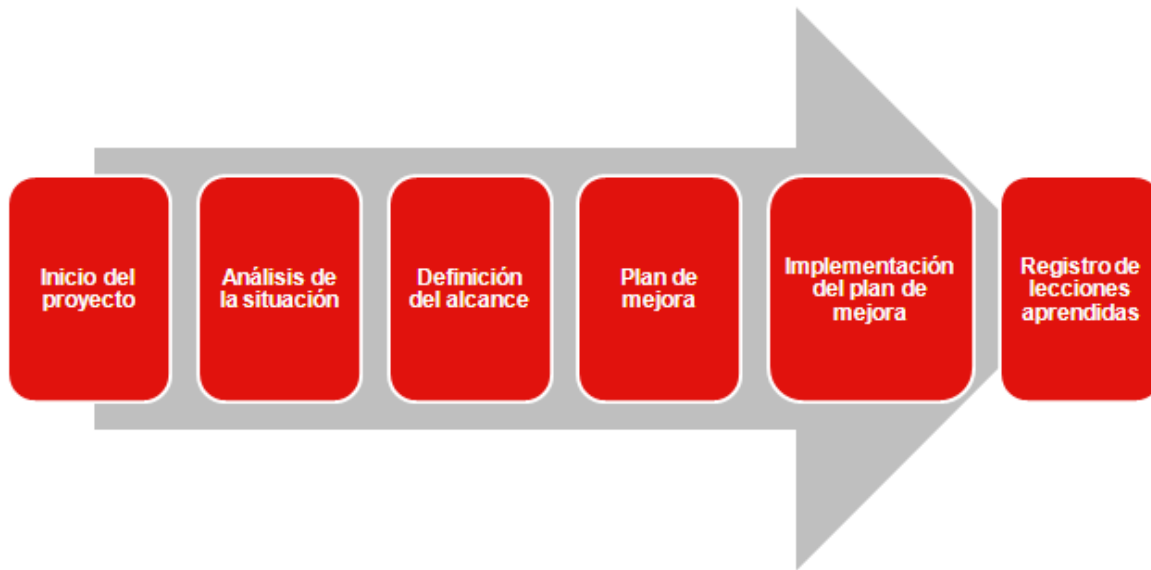 Inicio del
proyecto
Análisis de
la situación
Definición
del alcance
Plan de
mejora
Implementación
del plan de
mejora
Registro de
lecciones
aprendidas